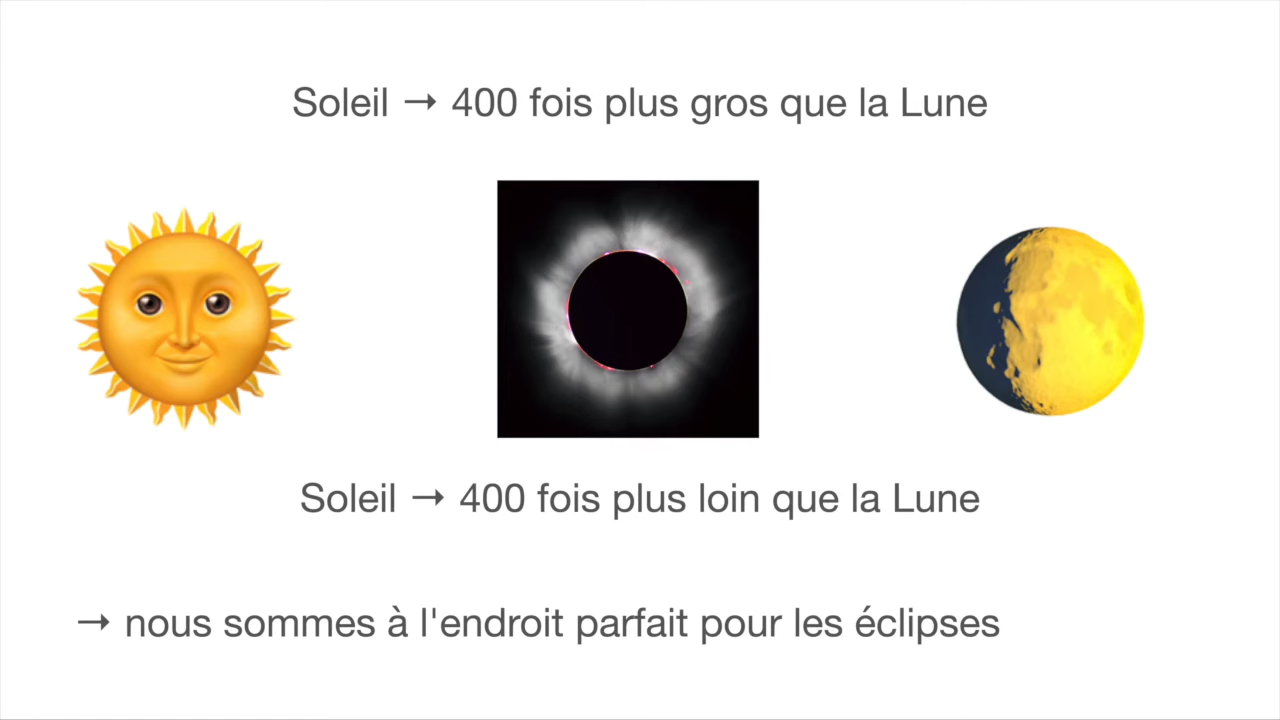 Soleil → 400 fois plus gros que la Lune
Soleil → 400 fois plus loin que la Lune
→ nous sommes à l'endroit parfait pour les éclipses